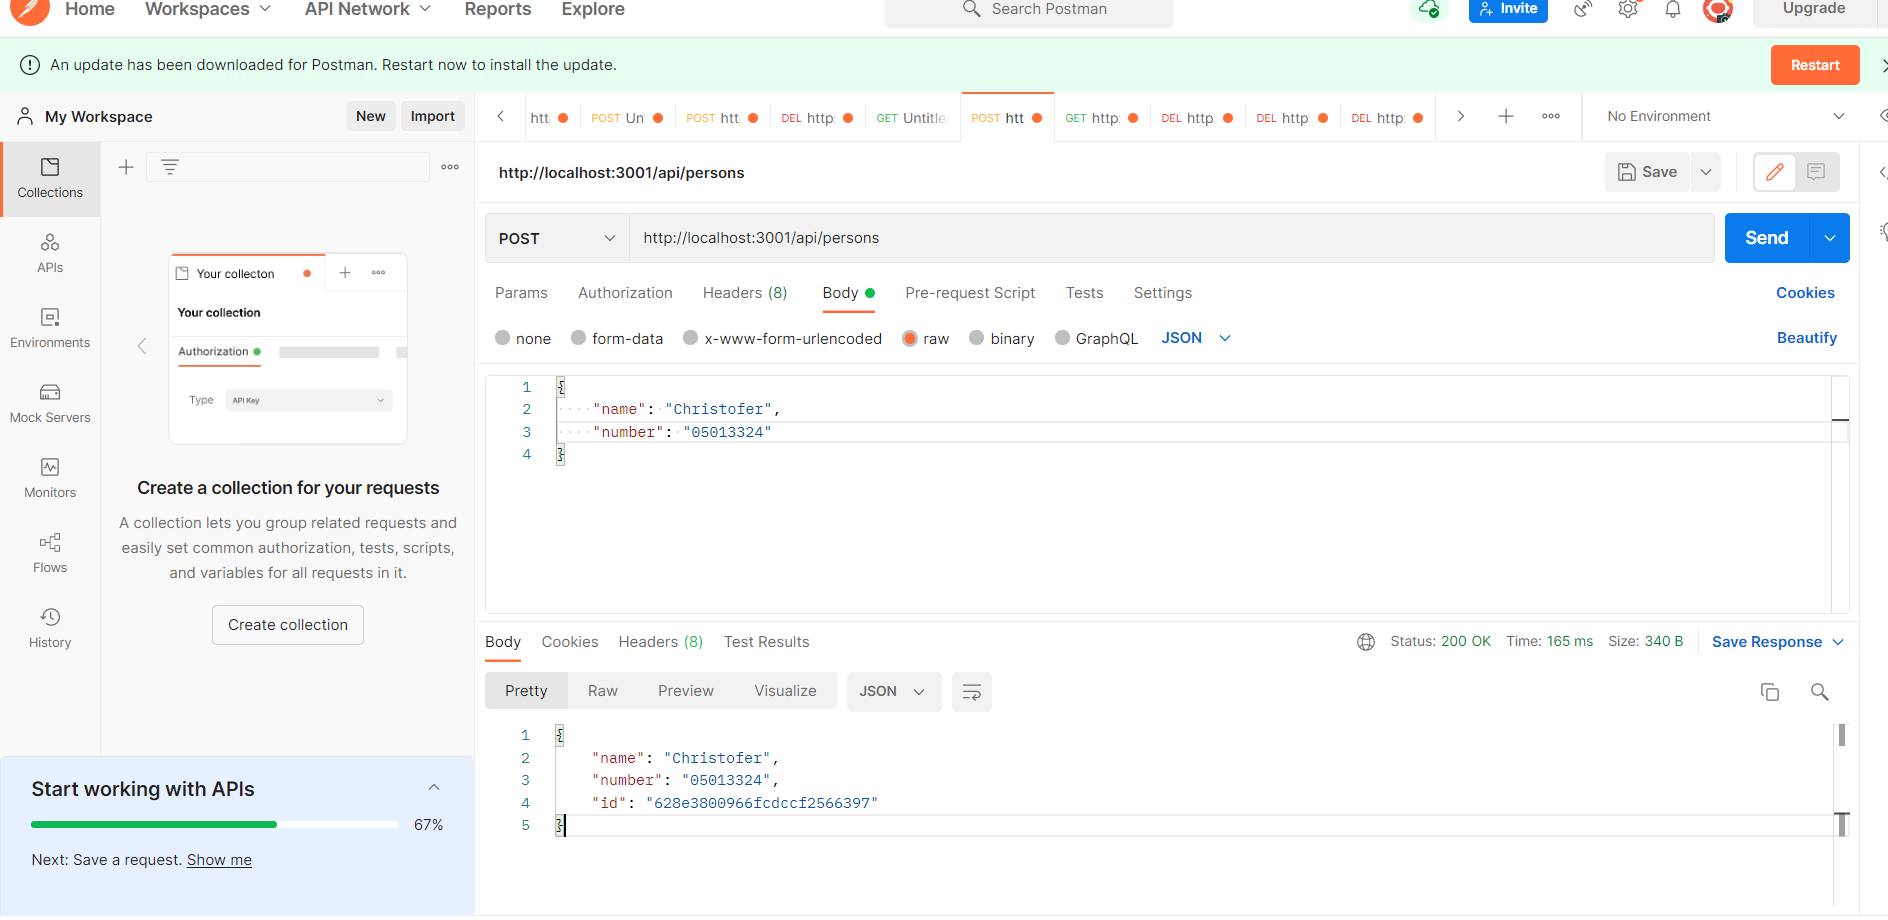 Home Workspaces API Network Reports Explore Search Postman Invite Upgrade
An update has been downloaded for Postman. Restart now to install the update. Restart
My Workspace New Import
htt POST Un POST htt DEL http: GET Untitle POST htt GET http: DEL http: DEL http: DEL http: No Environment
Collections
APIs
Environments
Mock Servers
Monitors
Flows
History
Your collecton
Your collection
Authorization
Type API Key
Create a collection for your requests
A collection lets you group related requests and
easily set common authorization, tests, scripts,
and variables for all requests in it.
Create collection
Start working with APIs
67%
Next: Save a request. Show me
http://localhost:3001/api/persons Save
POST http://localhost:3001/api/persons Send
Params Authorization Headers (8) Body Pre-request Script Tests Settings Cookies
none form-data x-www-form-urlencoded raw binary GraphQL JSON Beautify
1 {
2 "name": "Christofer",
3 "number": "05013324"
4 }
Body Cookies Headers (8) Test Results Status: 200 OK Time: 165 ms Size: 340 B Save Response
Pretty Raw Preview Visualize JSON
1 {
2 "name": "Christofer",
3 "number": "05013324",
4 "id": "628e3800966fcdccf2566397"
5 }